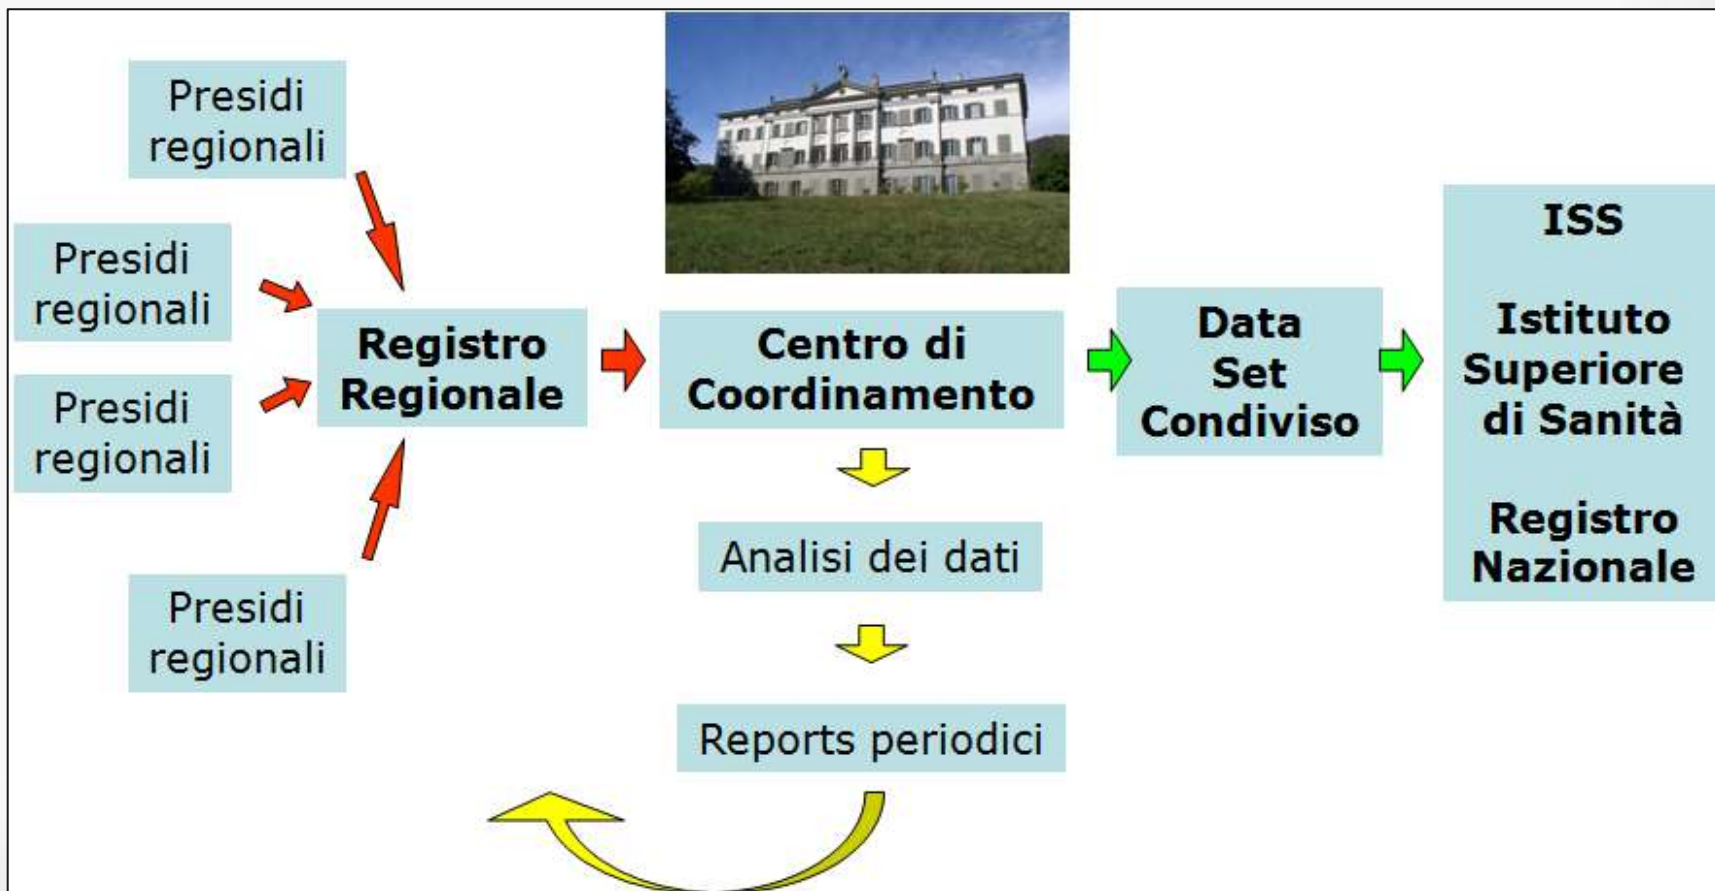 Presidi
regionali
Presidi
regionali
Presidi
regionali
Presidi
regionali
Registro
Regionale
Centro di
Coordinamento
Analisi dei dati
Reports periodici
Data
Set
Condiviso
ISS
Istituto
Superiore
di Sanità
Registro
Nazionale